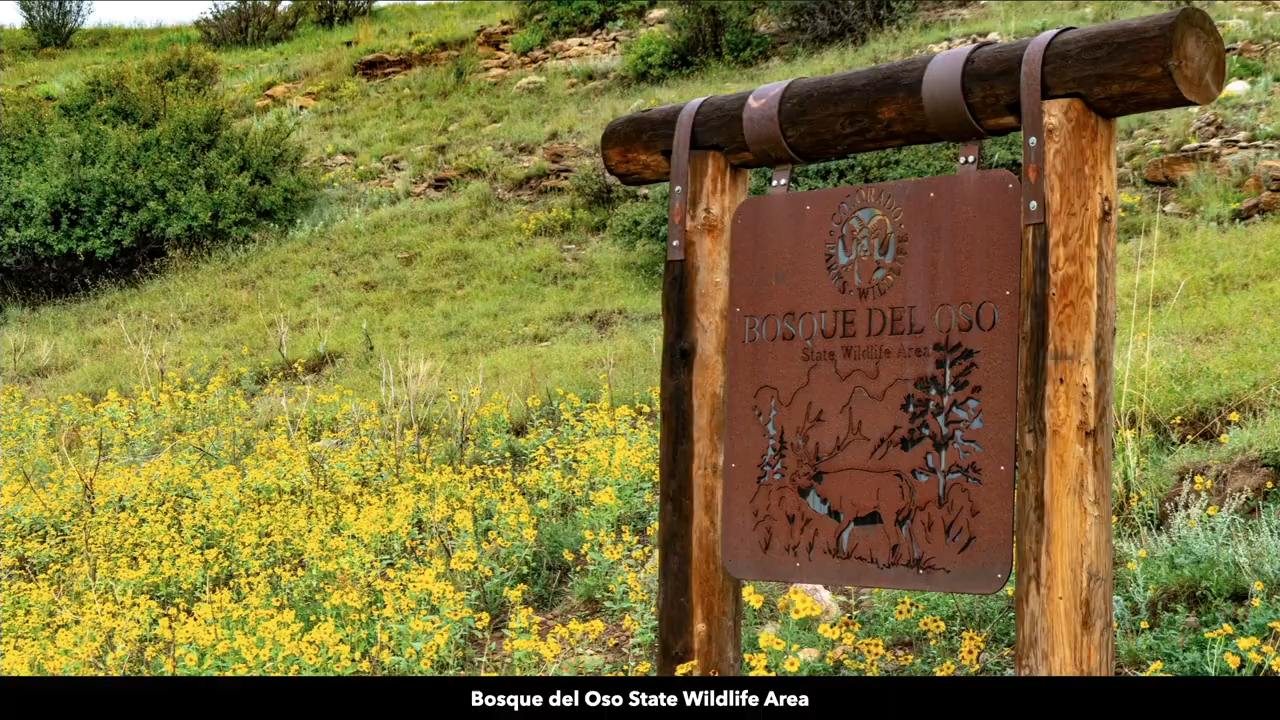 COLORADO
PARKS • WILDLIFE
BOSQUE DEL OSO
State Wildlife Area
Bosque del Oso State Wildlife Area